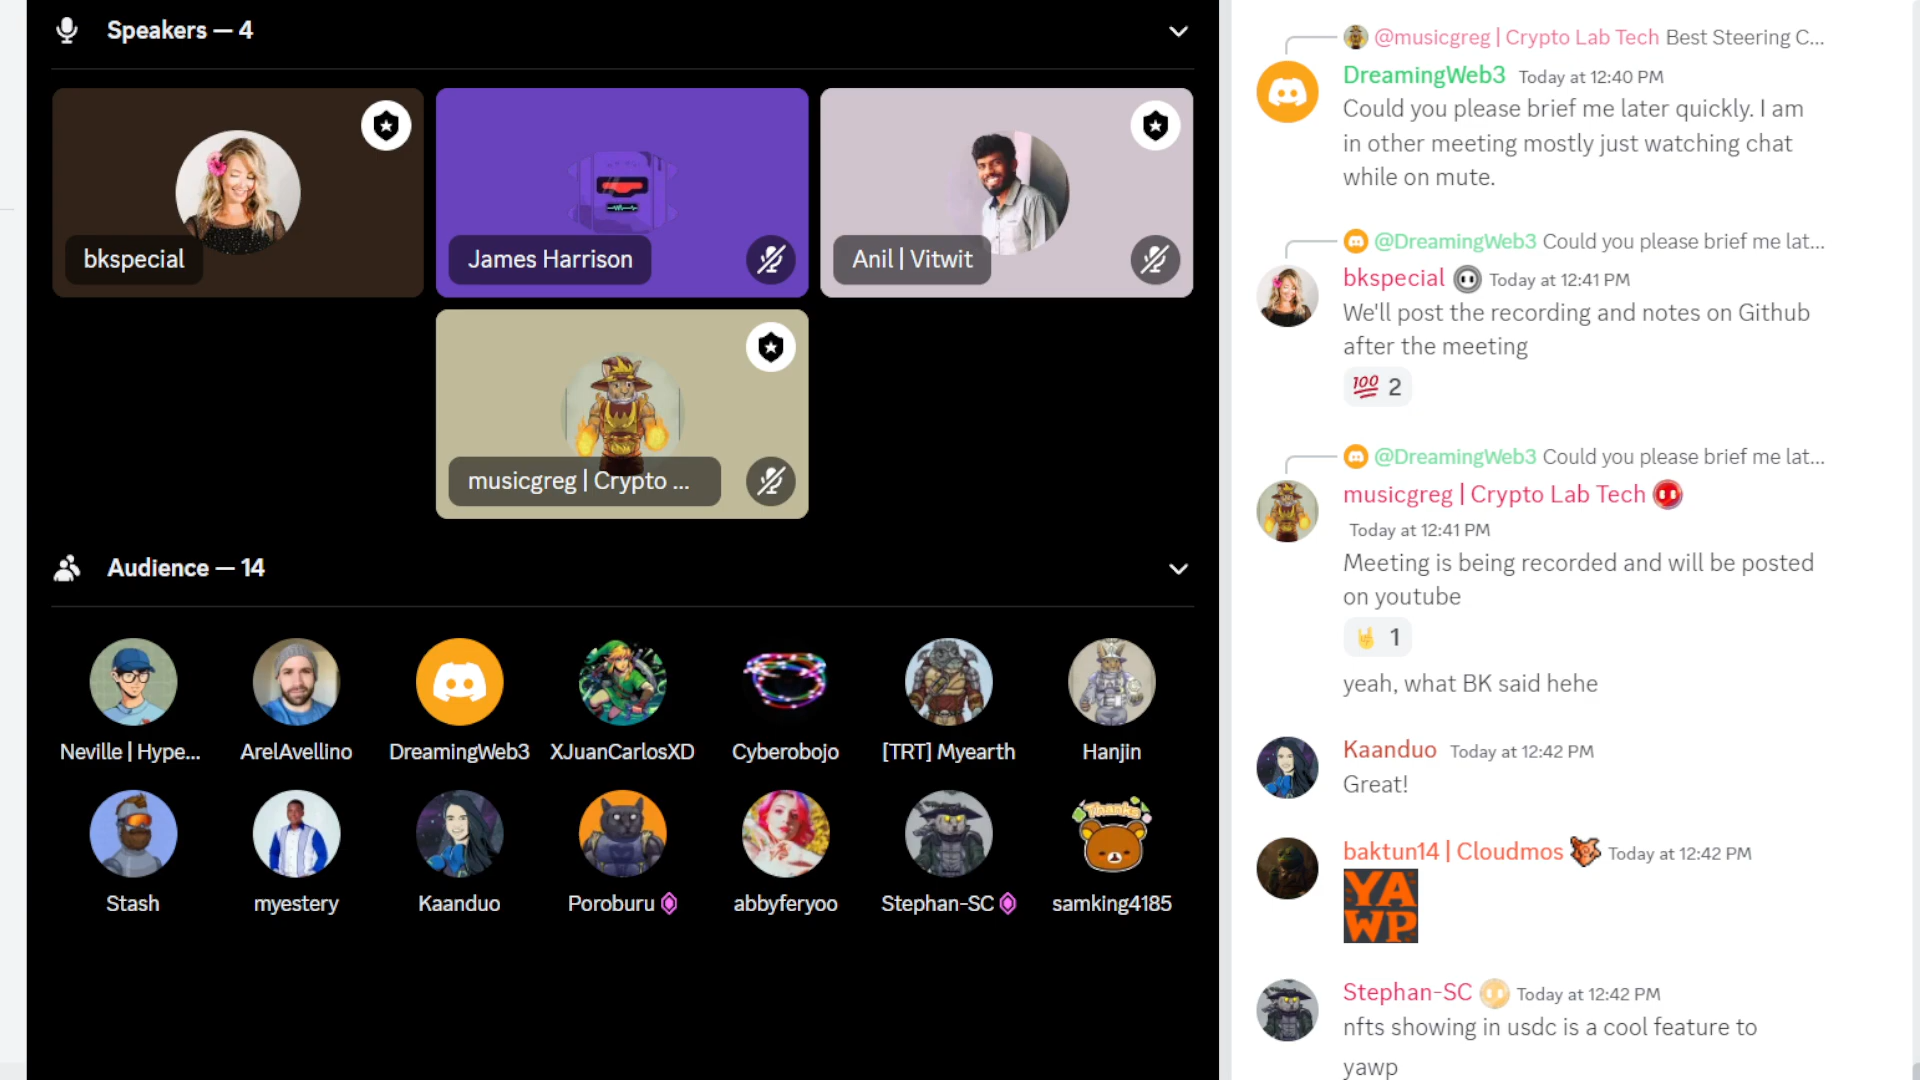 Speakers — 4
bkspecial
James Harrison
Anil | Vitwit
musicgreg | Crypto ...
Audience — 14
Neville | Hype...
ArelAvellino
DreamingWeb3
XJuanCarlosXD
Cyberobojo
[TRT] Myearth
Hanjin
Thanks
Stash
myestery
Kaanduo
Poroburu
abbyferyoo
Stephan-SC
samking4185
@musicgreg | Crypto Lab Tech Best Steering C...
DreamingWeb3 Today at 12:40 PM
Could you please brief me later quickly. I am
in other meeting mostly just watching chat
while on mute.
@DreamingWeb3 Could you please brief me lat...
bkspecial Today at 12:41 PM
We'll post the recording and notes on Github
after the meeting
100 2
@DreamingWeb3 Could you please brief me lat...
musicgreg | Crypto Lab Tech
Today at 12:41 PM
Meeting is being recorded and will be posted
on youtube
1
yeah, what BK said hehe
Kaanduo Today at 12:42 PM
Great!
baktun14 | Cloudmos Today at 12:42 PM
YA
WP
Stephan-SC Today at 12:42 PM
nfts showing in usdc is a cool feature to
yawp